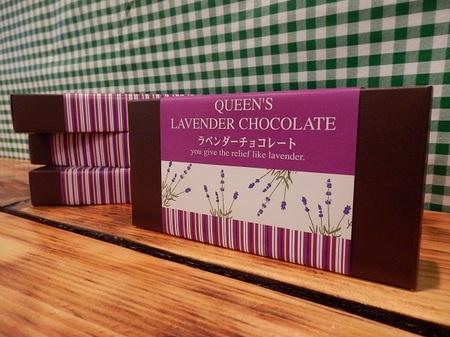 QUEEN'S
LAVENDER CHOCOLATE
ラベンダーチョコレート
you give the relief like lavender.